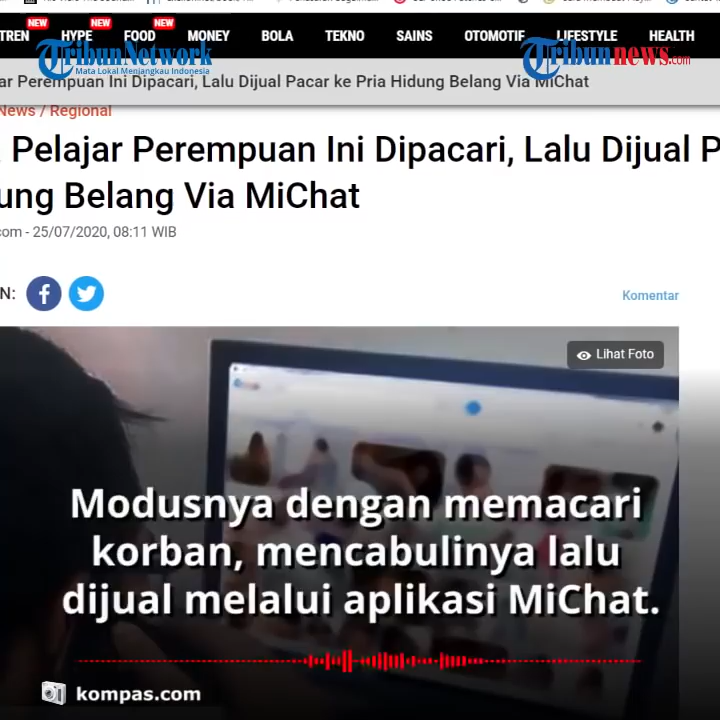 TREN NEW
HYPE NEW
FOOD NEW
MONEY
BOLA
TEKNO
SAINS
OTOMOTIF
LIFESTYLE
HEALTH
TribunNetwork
Mata Lokal Menjangkau Indonesia
Tribunnews.com
ar Perempuan Ini Dipacari, Lalu Dijual Pacar ke Pria Hidung Belang Via MiChat
News / Regional
Pelajar Perempuan Ini Dipacari, Lalu Dijual P
ung Belang Via MiChat
com - 25/07/2020, 08:11 WIB
N:
Komentar
Lihat Foto
Modusnya dengan memacari
korban, mencabulinya lalu
dijual melalui aplikasi MiChat.
kompas.com